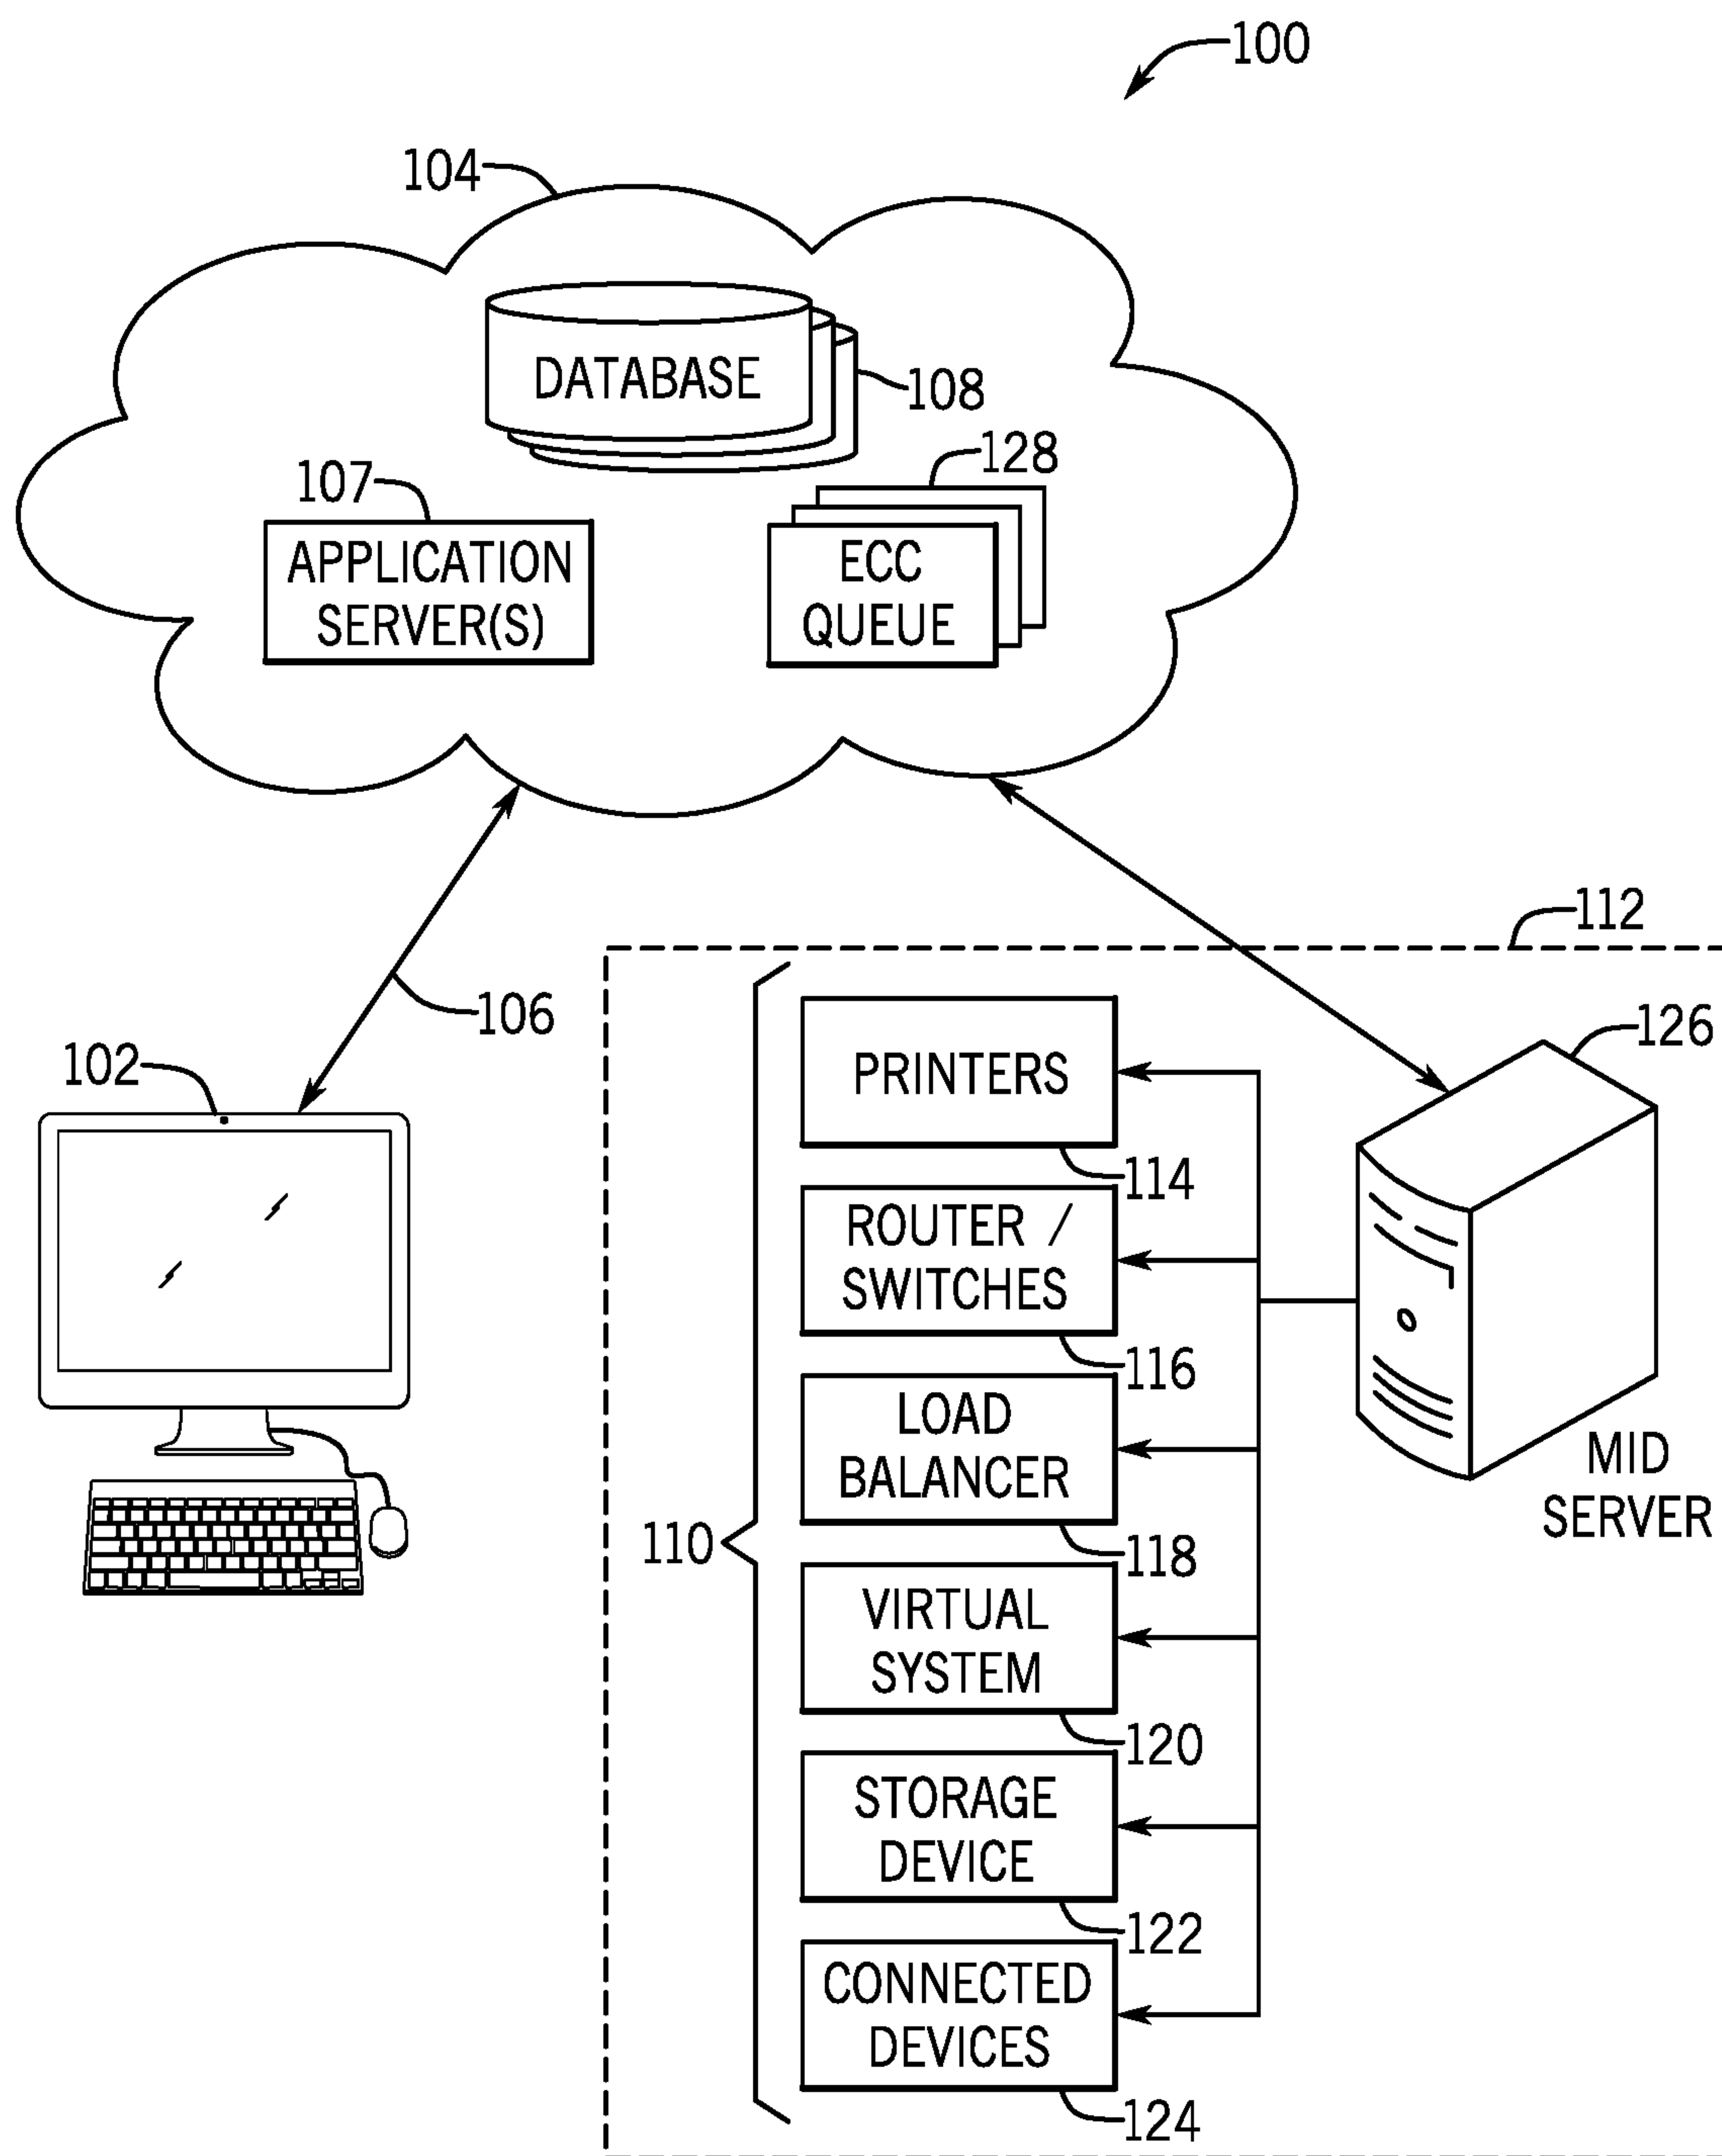 100
104
DATABASE
108
128
107
APPLICATION
SERVER(S)
ECC
QUEUE
112
106
126
102
PRINTERS
114
ROUTER /
SWITCHES
116
LOAD
BALANCER
MID
SERVER
110
118
VIRTUAL
SYSTEM
120
STORAGE
DEVICE
122
CONNECTED
DEVICES
124